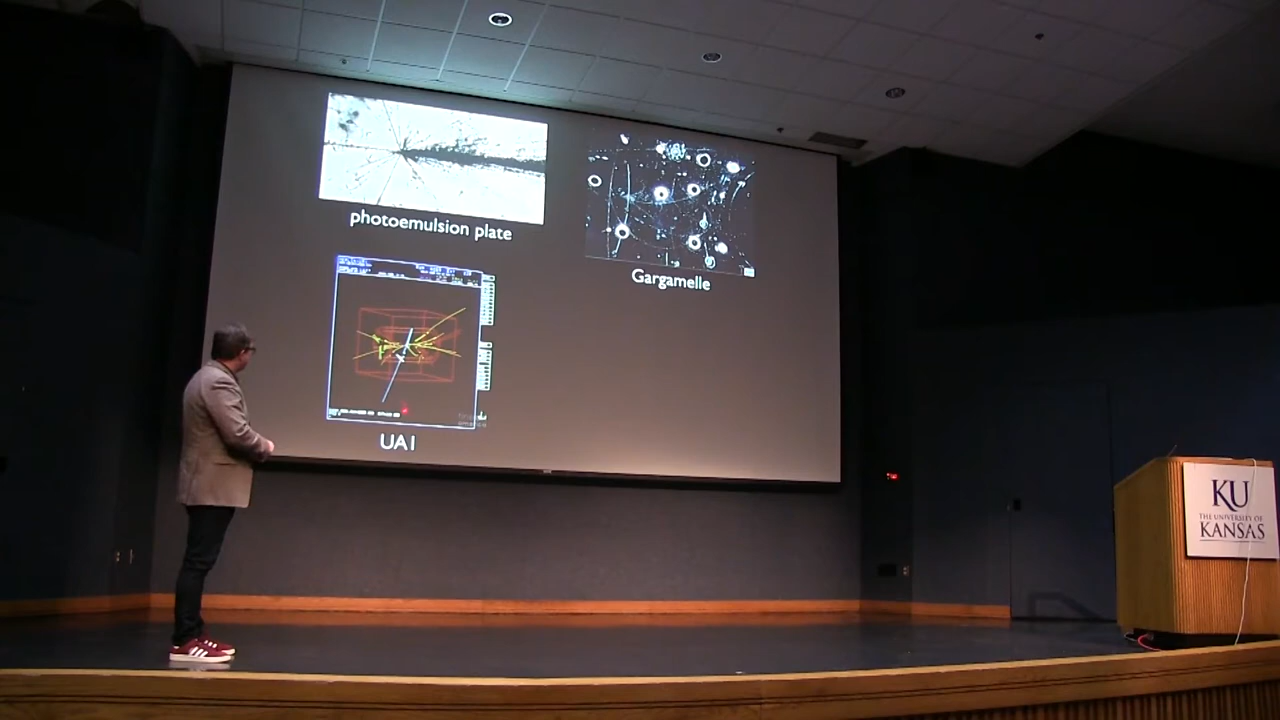 photoemulsion plate
Gargamelle
UA1
KU
THE UNIVERSITY OF
KANSAS